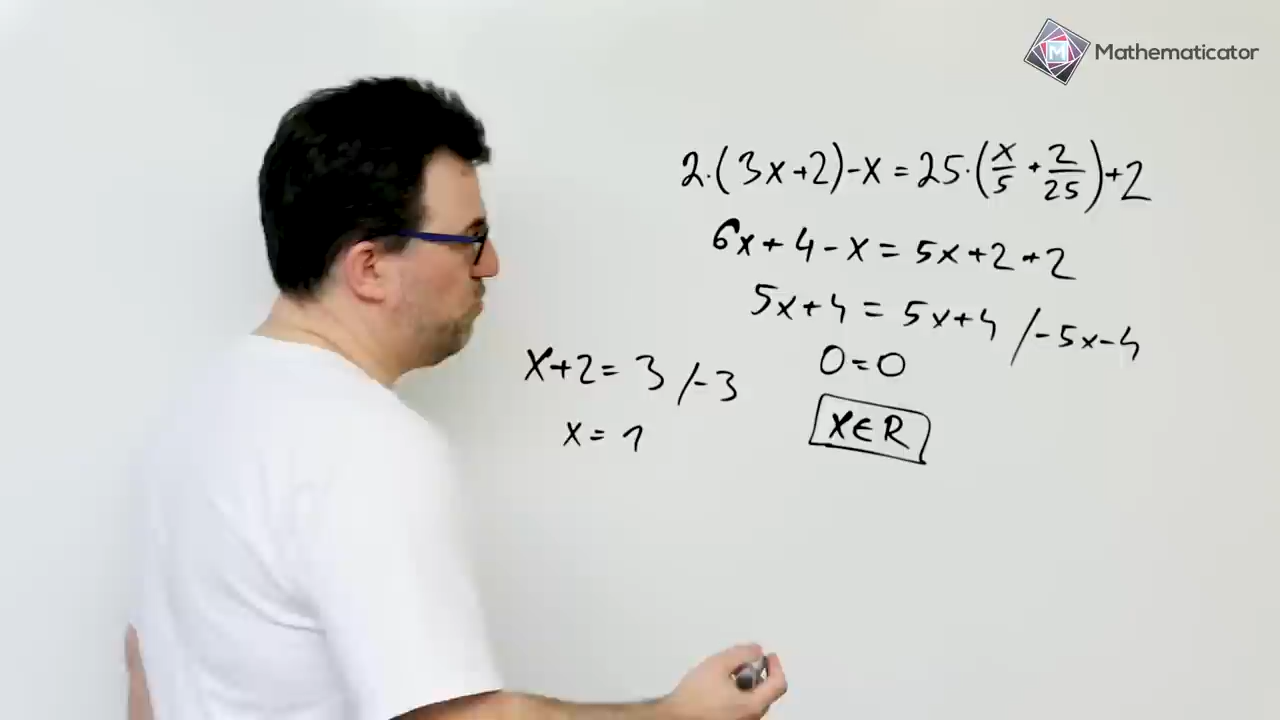 Mathematicator
2·(3x+2)-x=25·(x/5+2/25)+2
6x+4-x=5x+2+2
5x+4=5x+4 /-5x-4
0=0
x∈R
x+2=3 /-3
x=1